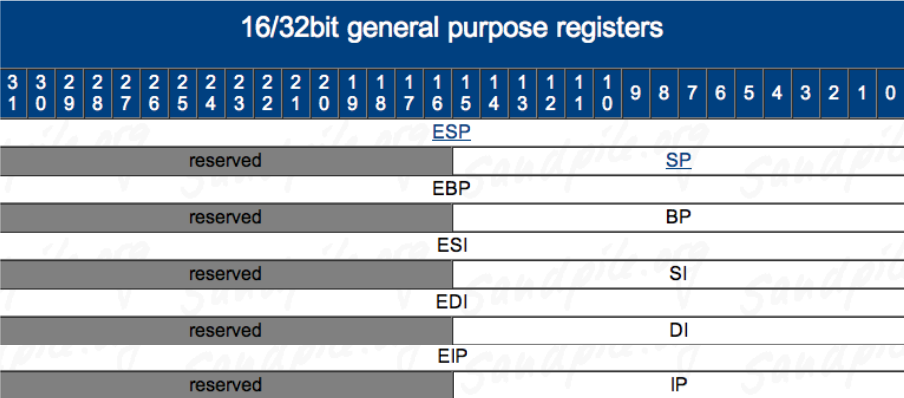 16/32bit general purpose registers
31 30 29 28 27 26 25 24 23 22 21 20 19 18 17 16 15 14 13 12 11 10 9 8 7 6 5 4 3 2 1 0
ESP
reserved SP
EBP
reserved BP
ESI
reserved SI
EDI
reserved DI
EIP
reserved IP
sandpile.org